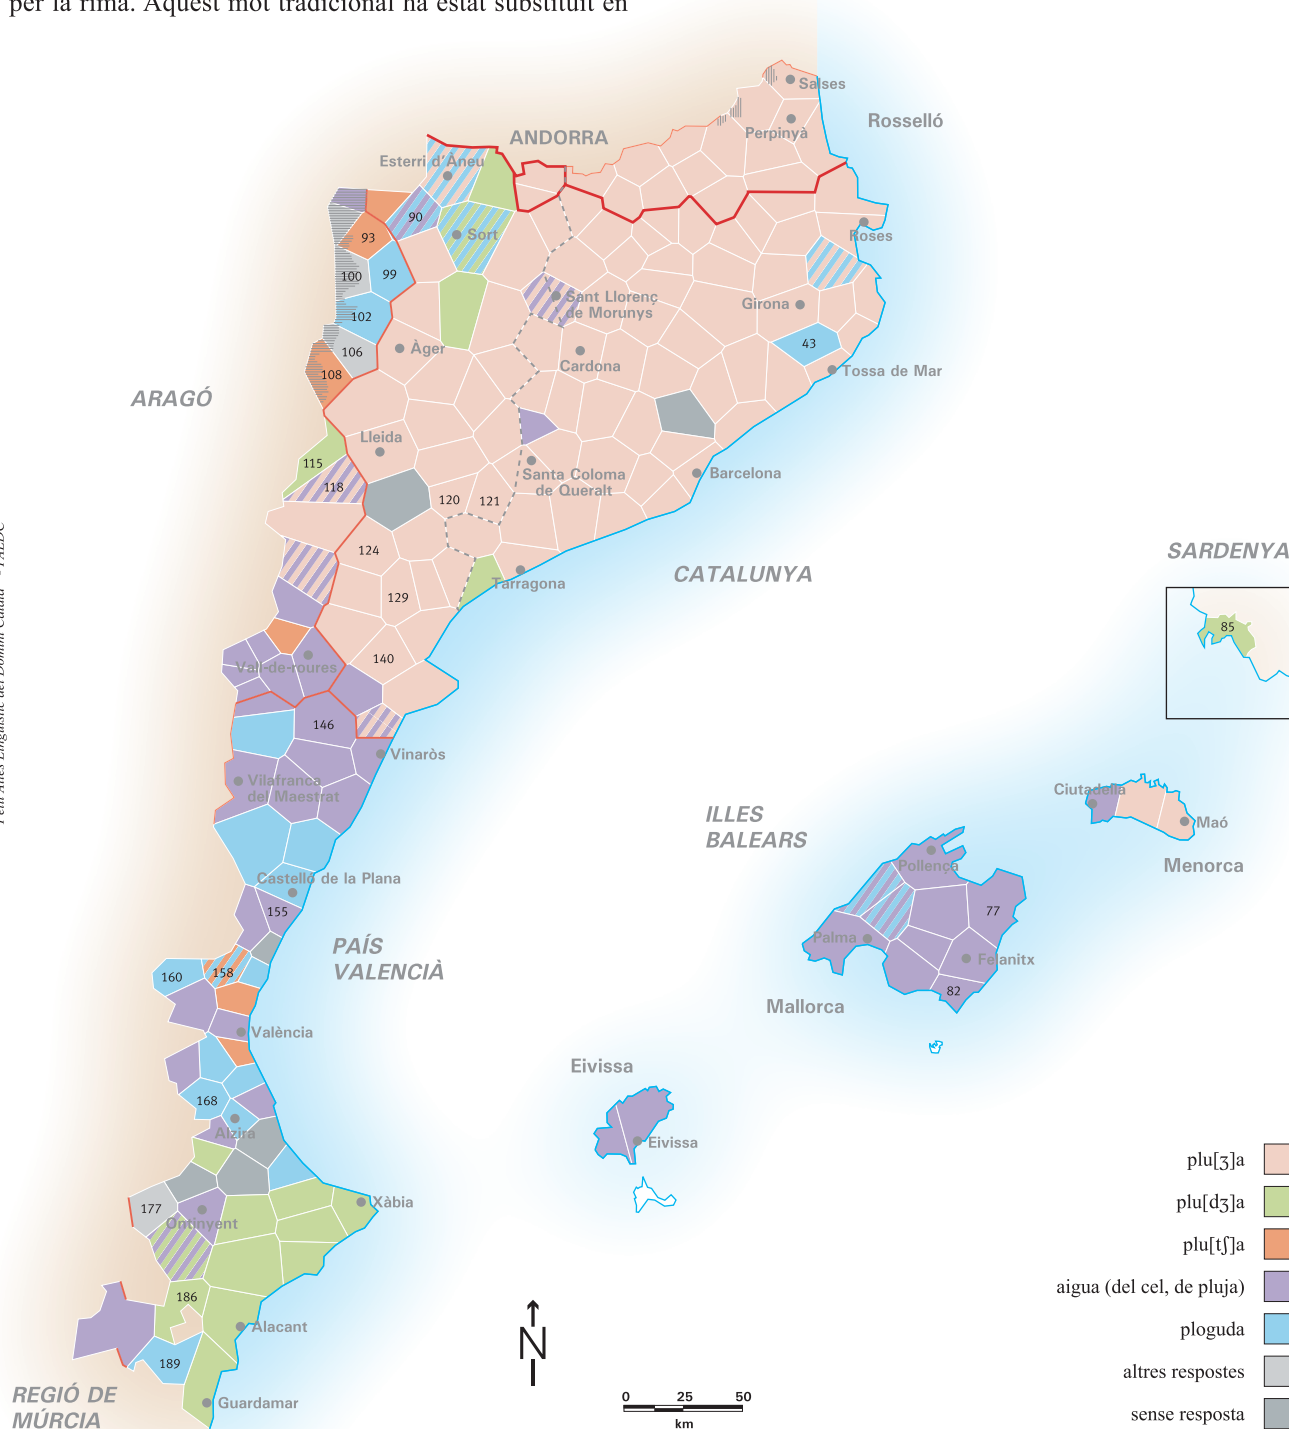 per la rima. Aquest mot tradicional ha estat substituït en
Salses
Rosselló
Perpinyà
ANDORRA
Esterri d'Àneu
90
93
Sort
Roses
100
99
Sant Llorenç
de Morunys
Girona
102
106
Àger
Cardona
43
108
Tossa de Mar
ARAGÓ
Lleida
115
118
Santa Coloma
de Queralt
Barcelona
120
121
124
SARDENYA
CATALUNYA
Tarragona
129
85
140
Vall-de-roures
146
Vinaròs
Vilafranca
del Maestrat
Ciutadella
Maó
Menorca
ILLES
BALEARS
Pollença
Castelló de la Plana
155
77
Palma
Felanitx
PAÍS
VALENCIÀ
160
158
82
Mallorca
València
Eivissa
168
Alzira
Eivissa
plu[ʒ]a
177
Ontinyent
Xàbia
plu[dʒ]a
plu[tʃ]a
186
aigua (del cel, de pluja)
Alacant
ploguda
N
189
altres respostes
REGIÓ DE
MÚRCIA
Guardamar
0 25 50
km
sense resposta